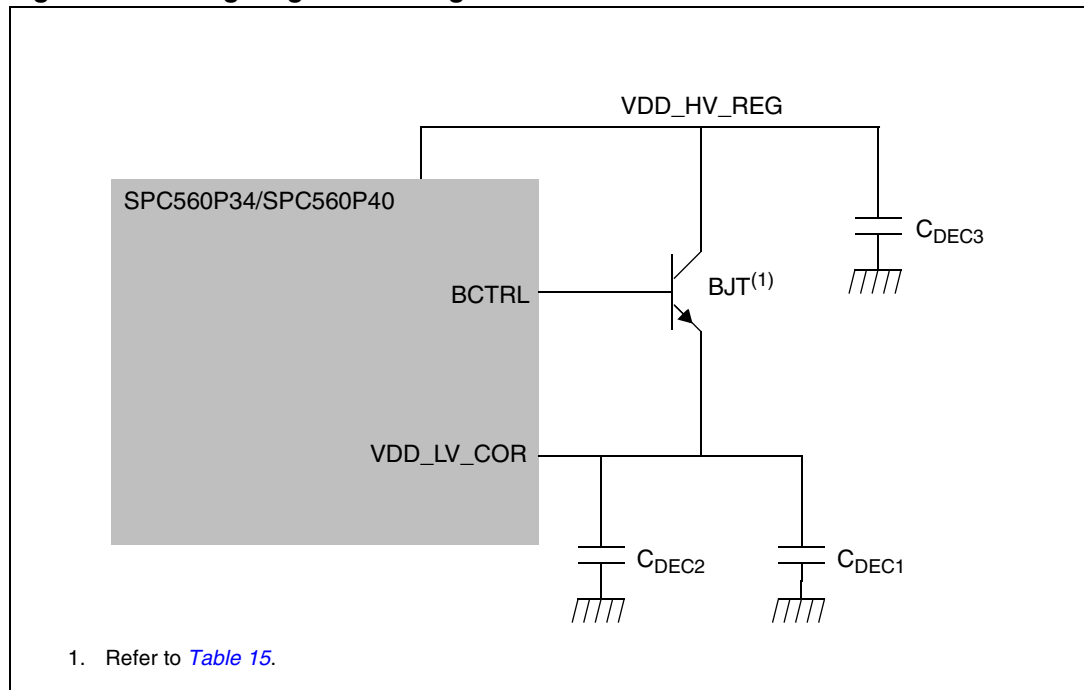 VDD_HV_REG
SPC560P34/SPC560P40
CDEC3
BCTRL
BJT(1)
VDD_LV_COR
CDEC2
CDEC1
1. Refer to Table 15.